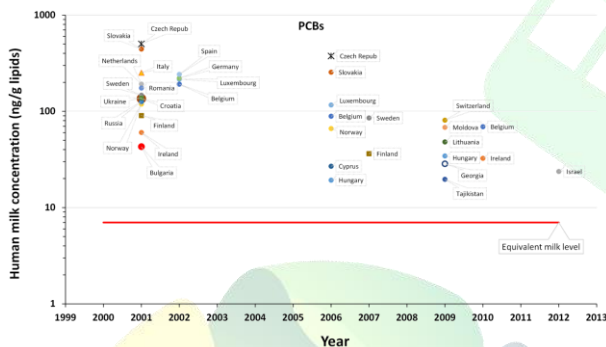 PCBs
Human milk concentration (ng/g lipids)
1000
100
10
1
Slovakia
Czech Repub
Netherlands
Italy
Sweden
Romania
Ukraine
Croatia
Russia
Finland
Norway
Ireland
Bulgaria
Spain
Germany
Luxembourg
Belgium
Czech Repub
Slovakia
Luxembourg
Belgium
Sweden
Norway
Finland
Cyprus
Hungary
Switzerland
Moldova
Belgium
Lithuania
Hungary
Ireland
Georgia
Tajikistan
Israel
Equivalent milk level
1999 2000 2001 2002 2003 2004 2005 2006 2007 2008 2009 2010 2011 2012 2013
Year